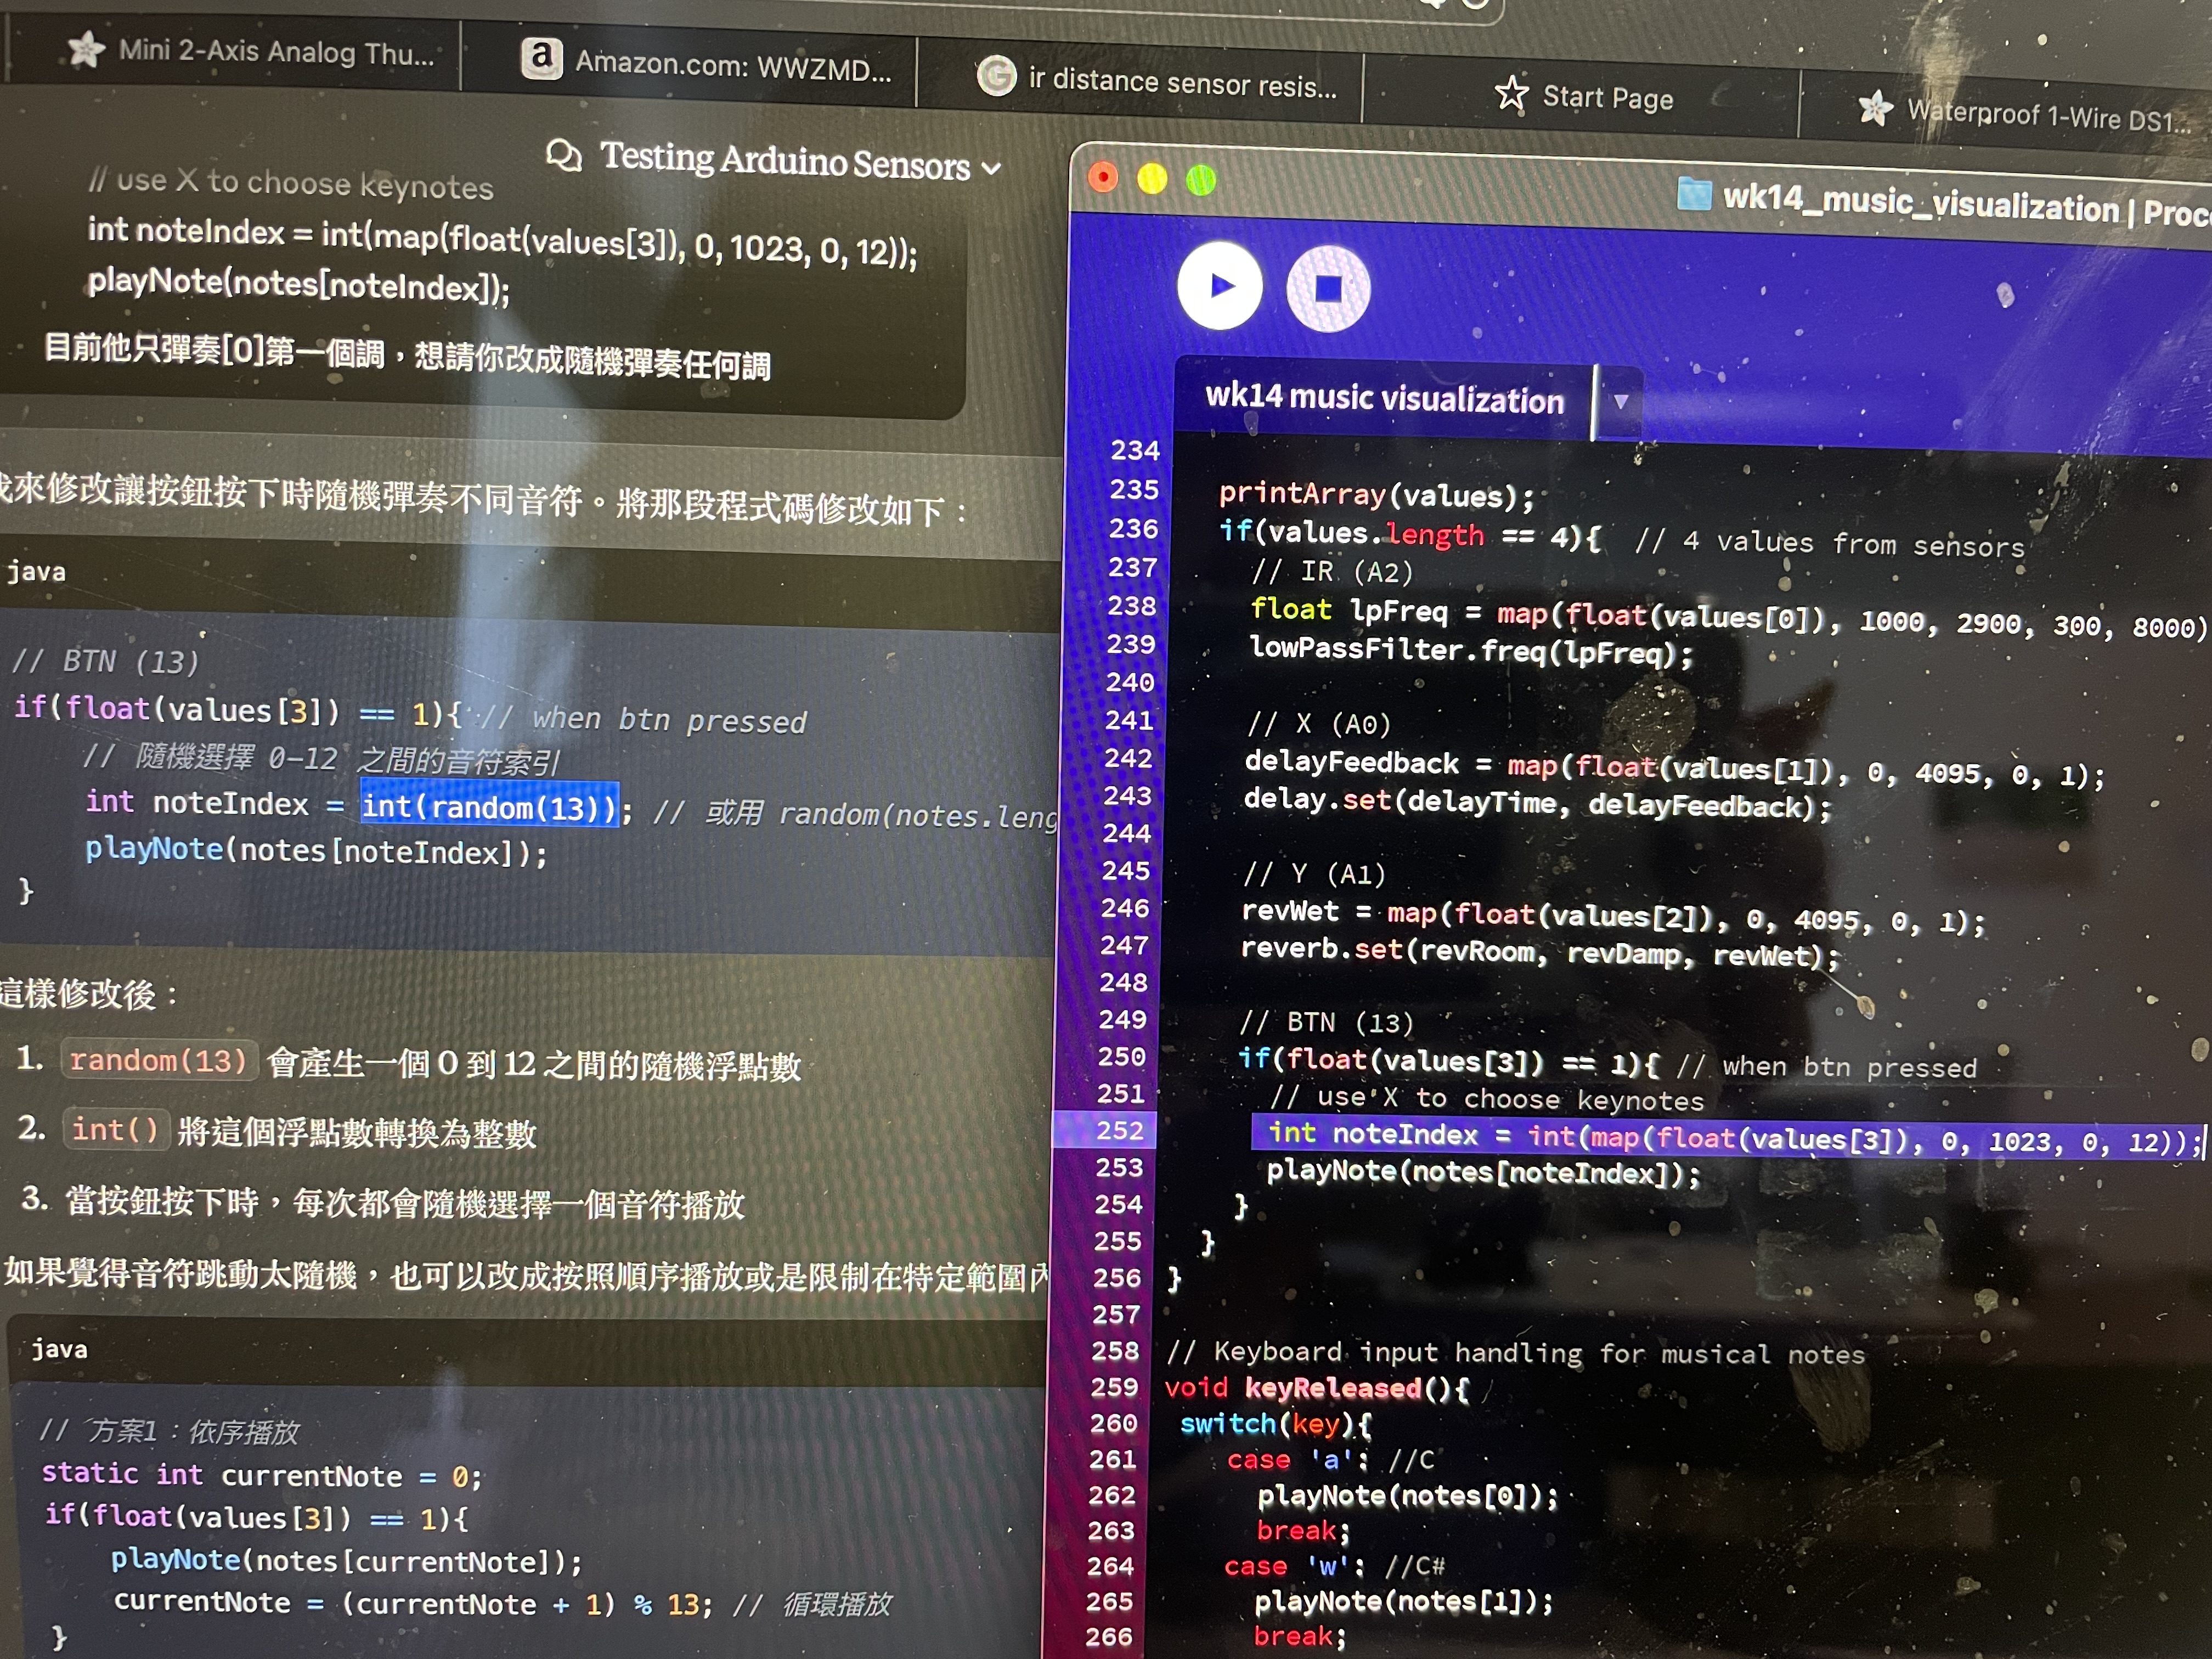 Mini 2-Axis Analog Thu...
Amazon.com: WWZMD...
ir distance sensor resis...
Start Page
Waterproof 1-Wire DS1...
Testing Arduino Sensors
// use X to choose keynotes
int noteIndex = int(map(float(values[3]), 0, 1023, 0, 12));
playNote(notes[noteIndex]);
目前他只彈奏[0]第一個調，想請你改成隨機彈奏任何調
我來修改讓按鈕按下時隨機彈奏不同音符。將那段程式碼修改如下：
java
// BTN (13)
if(float(values[3]) == 1){ // when btn pressed
// 隨機選擇 0-12 之間的音符索引
int noteIndex = int(random(13)); // 或用 random(notes.leng
playNote(notes[noteIndex]);
}
這樣修改後：
1. random(13) 會產生一個 0 到 12 之間的隨機浮點數
2. int() 將這個浮點數轉換為整數
3. 當按鈕按下時，每次都會隨機選擇一個音符播放
如果覺得音符跳動太隨機，也可以改成按照順序播放或是限制在特定範圍內
java
// 方案1：依序播放
static int currentNote = 0;
if(float(values[3]) == 1){
playNote(notes[currentNote]);
currentNote = (currentNote + 1) % 13; // 循環播放
}
wk14_music_visualization | Proc
wk14 music visualization
234
235 printArray(values);
236 if(values.length == 4){ // 4 values from sensors
237 // IR (A2)
238 float lpFreq = map(float(values[0]), 1000, 2900, 300, 8000)
239 lowPassFilter.freq(lpFreq);
240
241 // X (A0)
242 delayFeedback = map(float(values[1]), 0, 4095, 0, 1);
243 delay.set(delayTime, delayFeedback);
244
245 // Y (A1)
246 revWet = map(float(values[2]), 0, 4095, 0, 1);
247 reverb.set(revRoom, revDamp, revWet);
248
249 // BTN (13)
250 if(float(values[3]) == 1){ // when btn pressed
251 // use X to choose keynotes
252 int noteIndex = int(map(float(values[3]), 0, 1023, 0, 12));
253 playNote(notes[noteIndex]);
254 }
255 }
256 }
257
258 // Keyboard input handling for musical notes
259 void keyReleased(){
260 switch(key){
261 case 'a': //C
262 playNote(notes[0]);
263 break;
264 case 'w': //C#
265 playNote(notes[1]);
266 break;